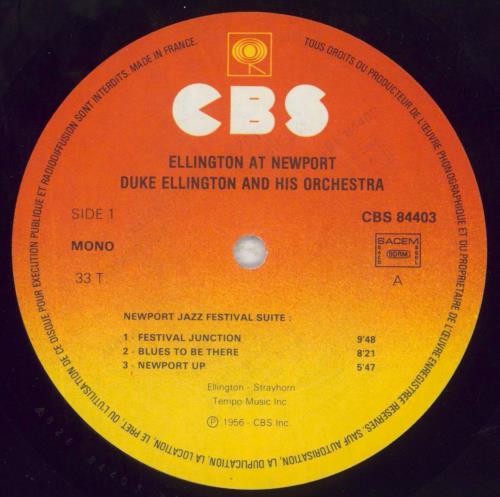 CBS
ELLINGTON AT NEWPORT
DUKE ELLINGTON AND HIS ORCHESTRA
SIDE 1
CBS 84403
MONO
SACEM
SDRM
33 T.
A
NEWPORT JAZZ FESTIVAL SUITE :
1 - FESTIVAL JUNCTION 9'48
2 - BLUES TO BE THERE 8'21
3 - NEWPORT UP 5'47
Ellington - Strayhorn
Tempo Music Inc.
Ⓟ 1956 - CBS Inc.
TOUS DROITS DU PRODUCTEUR DE L'ŒUVRE PHONOGRAPHIQUE ET DU PROPRIETAIRE DE L'ŒUVRE ENREGISTREE RESERVES. SAUF AUTORISATION, LA DUPLICATION, LA LOCATION, LE PRET, OU L'UTILISATION DE CE DISQUE POUR EXECUTION PUBLIQUE ET RADIODIFFUSION SONT INTERDITS. MADE IN FRANCE.